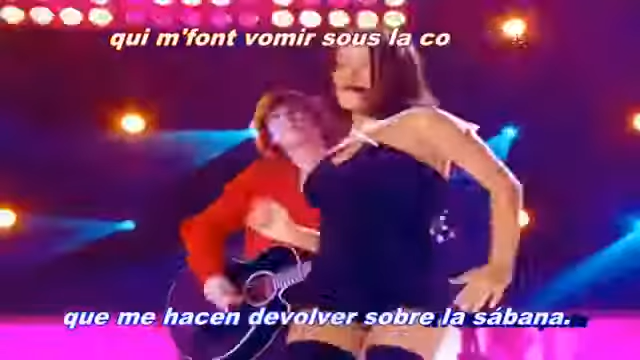 qui m'font vomir sous la co
que me hacen devolver sobre la sábana.